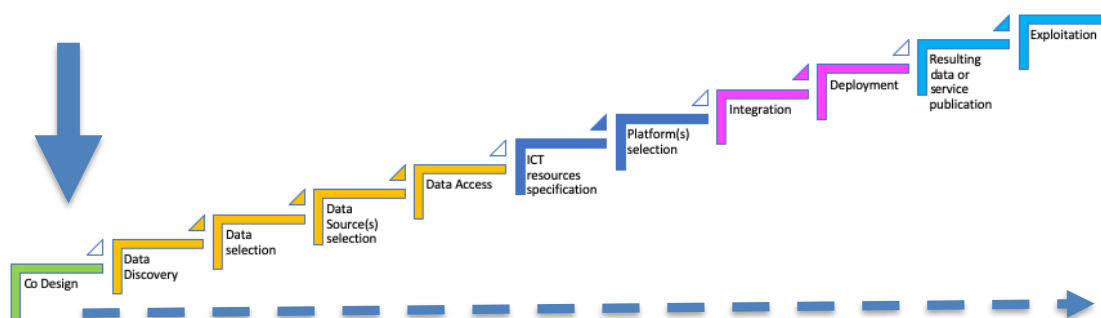 Co Design
Data
Discovery
Data
selection
Data
Source(s)
selection
Data Access
ICT
resources
specification
Platform(s)
selection
Integration
Deployment
Resulting
data or
service
publication
Exploitation